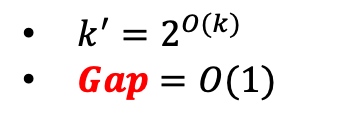 • k′ = 2^{O(k)}
• Gap = O(1)